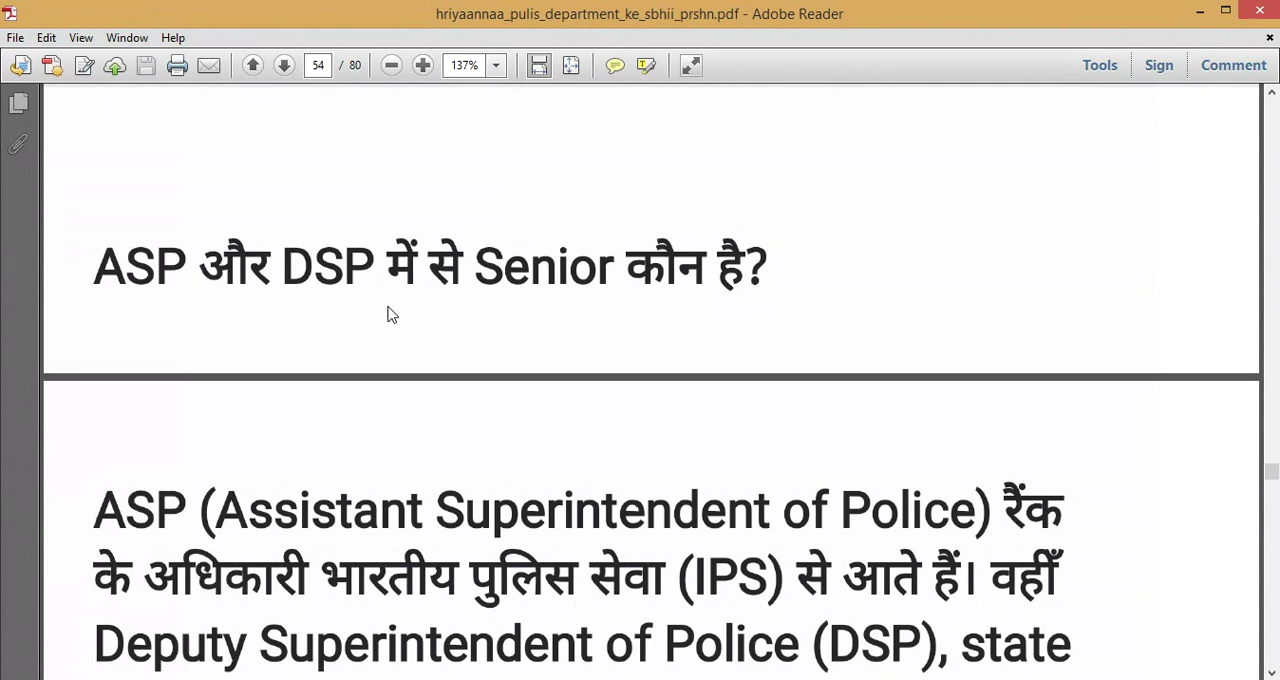 hriyaannaa_pulis_department_ke_sbhii_prshn.pdf - Adobe Reader
File Edit View Window Help
54 / 80 137% Tools Sign Comment
ASP और DSP में से Senior कौन है?
ASP (Assistant Superintendent of Police) रैंक
के अधिकारी भारतीय पुलिस सेवा (IPS) से आते हैं। वहीँ
Deputy Superintendent of Police (DSP), state